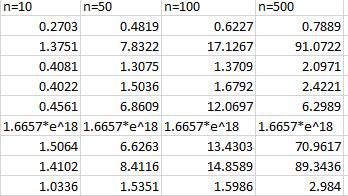 n=10 n=50 n=100 n=500
0.2703 0.4819 0.6227 0.7889
1.3751 7.8322 17.1267 91.0722
0.4081 1.3075 1.3709 2.0971
0.4022 1.5036 1.6792 2.4221
0.4561 6.8609 12.0697 6.2989
1.6657*e^18 1.6657*e^18 1.6657*e^18 1.6657*e^18
1.5064 6.6263 13.4303 70.9617
1.4102 8.4116 14.8589 89.3436
1.0336 1.5351 1.5986 2.984